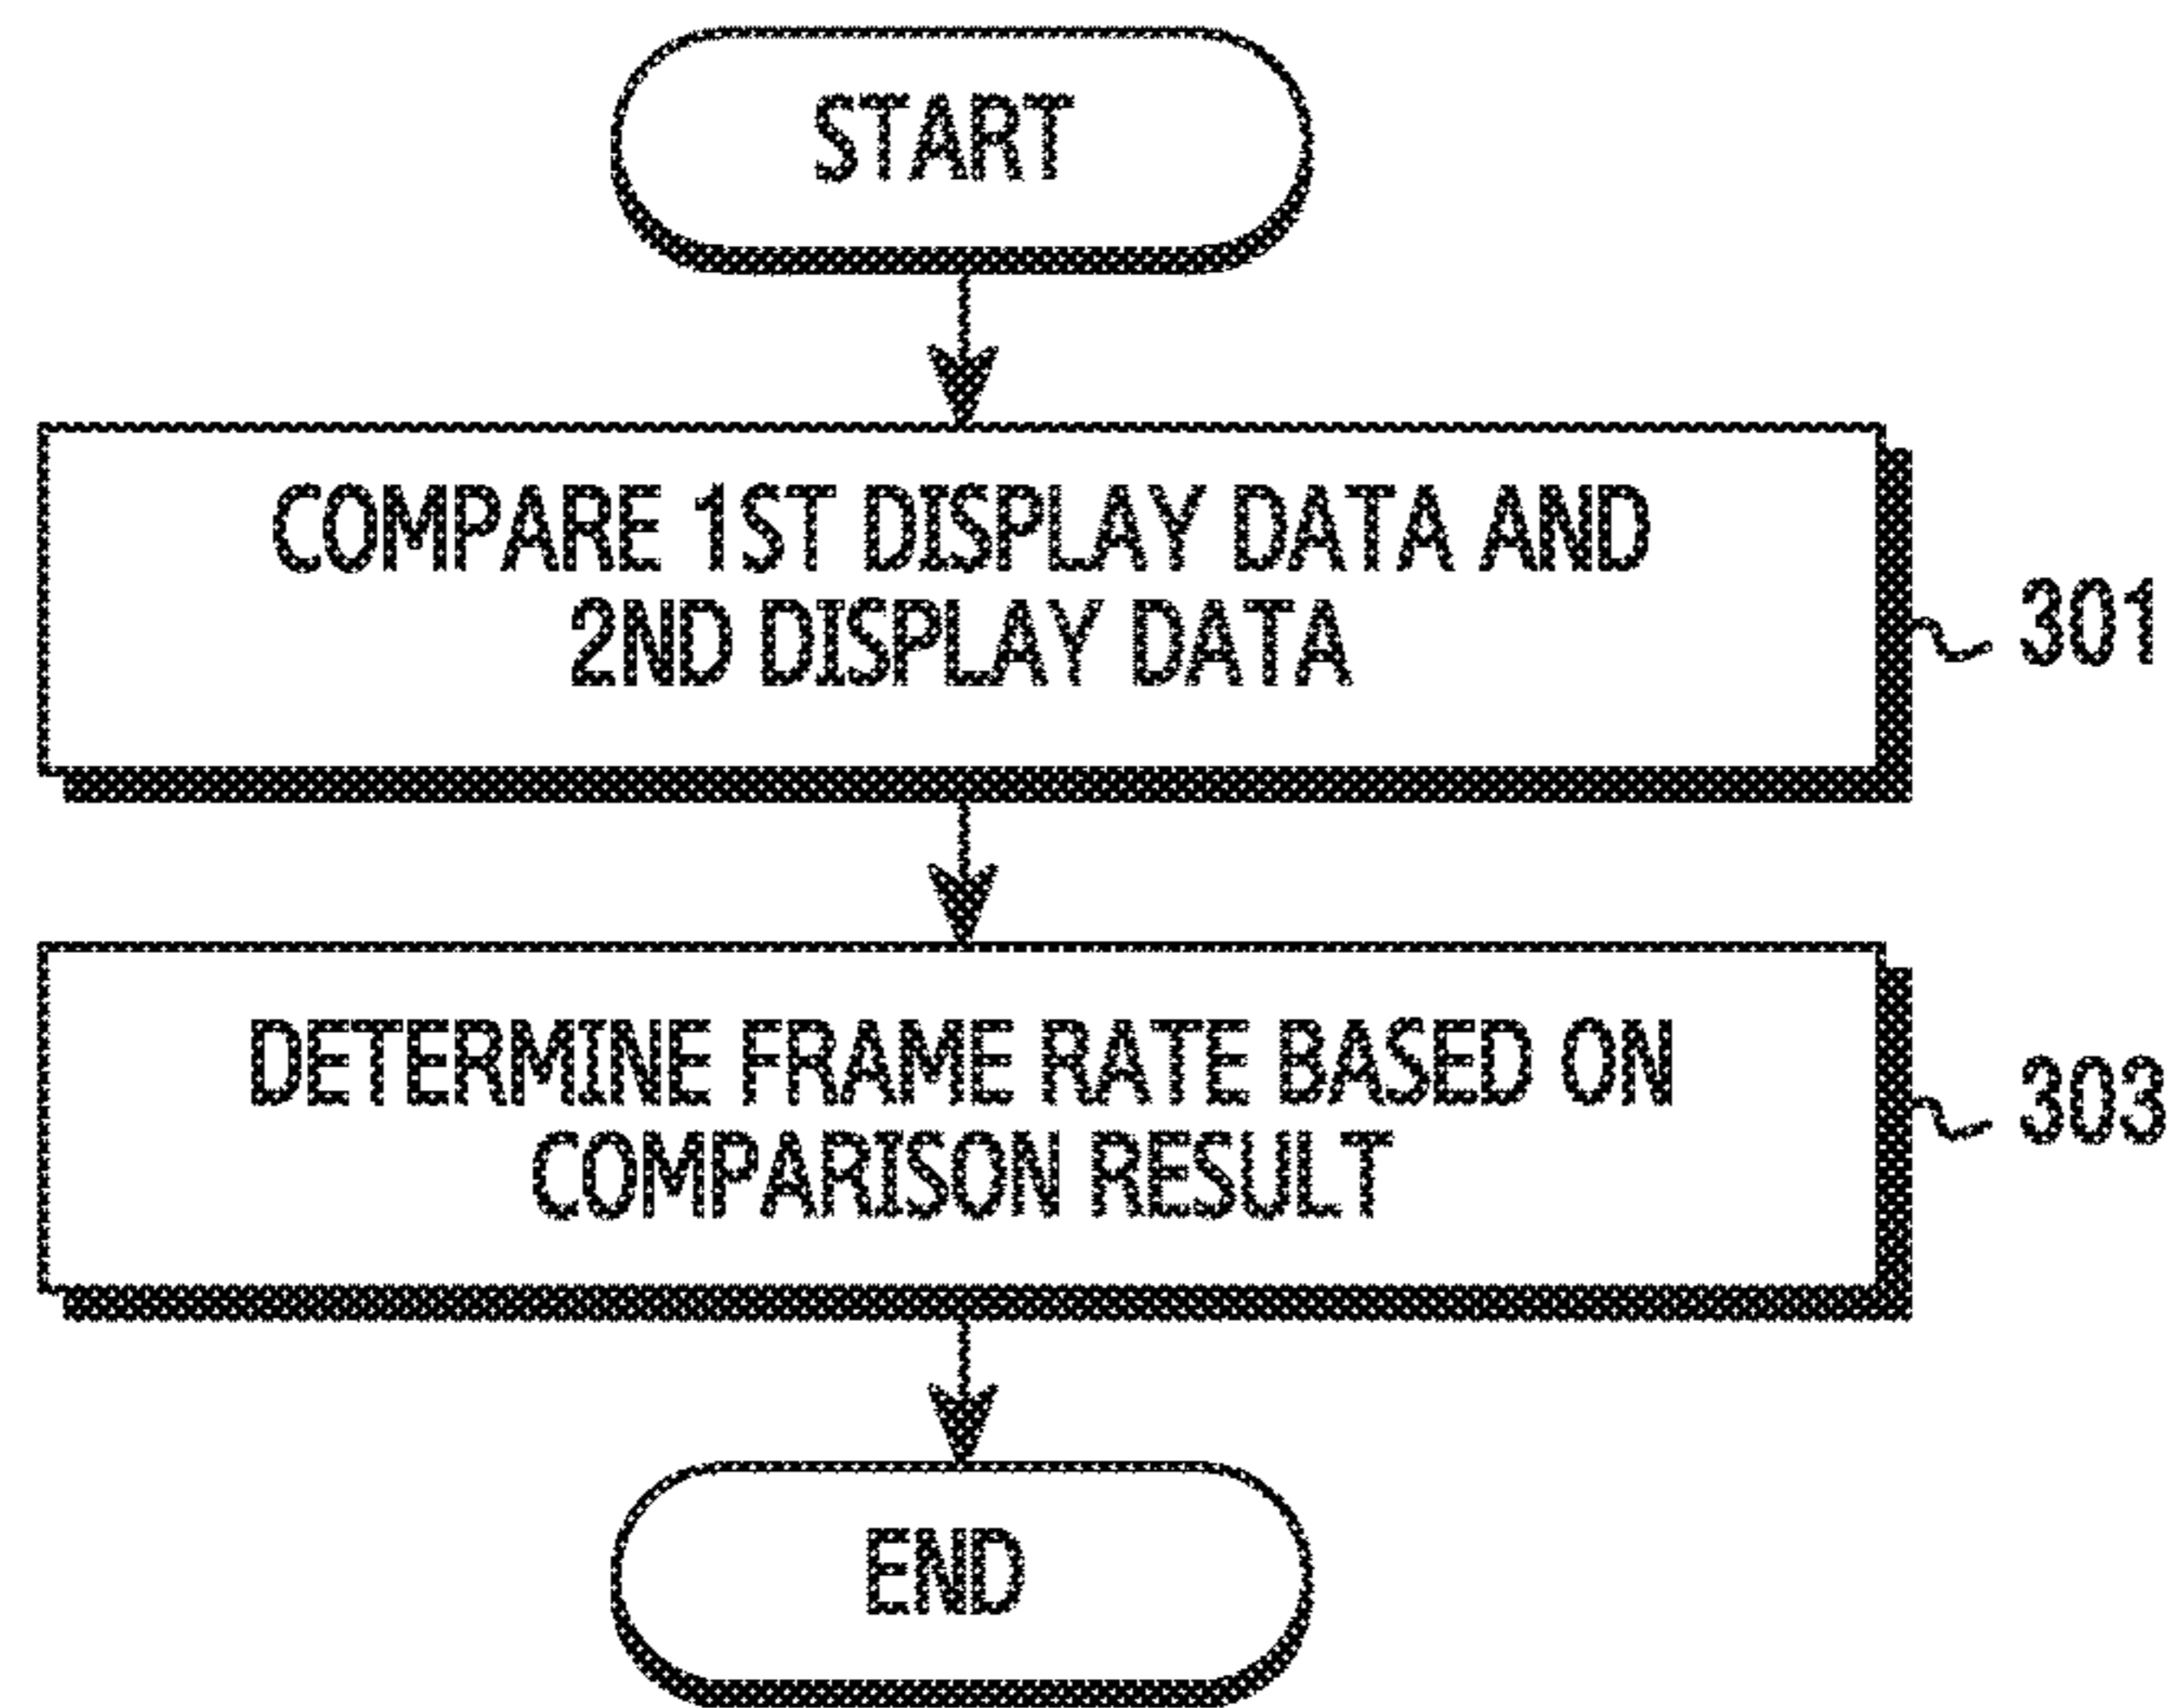 START
COMPARE 1ST DISPLAY DATA AND
2ND DISPLAY DATA
301
DETERMINE FRAME RATE BASED ON
COMPARISON RESULT
303
END